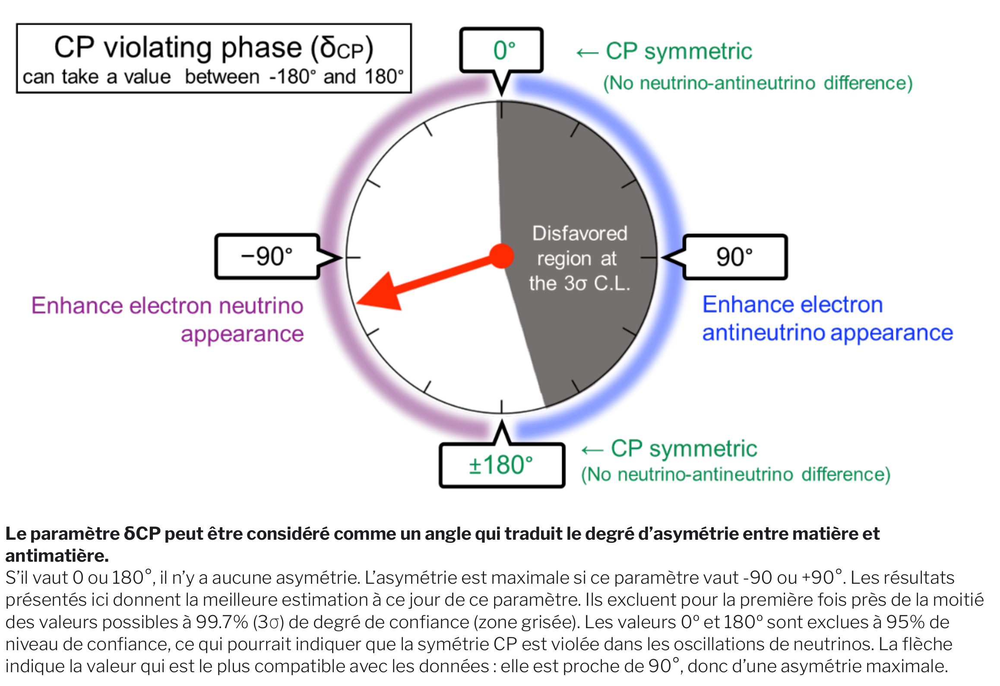 CP violating phase (δCP)
can take a value between -180° and 180°
0°
← CP symmetric
(No neutrino-antineutrino difference)
Disfavored
region at
the 3σ C.L.
−90°
90°
Enhance electron neutrino
appearance
Enhance electron
antineutrino appearance
±180°
← CP symmetric
(No neutrino-antineutrino difference)
Le paramètre δCP peut être considéré comme un angle qui traduit le degré d’asymétrie entre matière et
antimatière.
S’il vaut 0 ou 180°, il n’y a aucune asymétrie. L’asymétrie est maximale si ce paramètre vaut -90 ou +90°. Les résultats
présentés ici donnent la meilleure estimation à ce jour de ce paramètre. Ils excluent pour la première fois près de la moitié
des valeurs possibles à 99.7% (3σ) de degré de confiance (zone grisée). Les valeurs 0º et 180º sont exclues à 95% de
niveau de confiance, ce qui pourrait indiquer que la symétrie CP est violée dans les oscillations de neutrinos. La flèche
indique la valeur qui est le plus compatible avec les données : elle est proche de 90°, donc d’une asymétrie maximale.